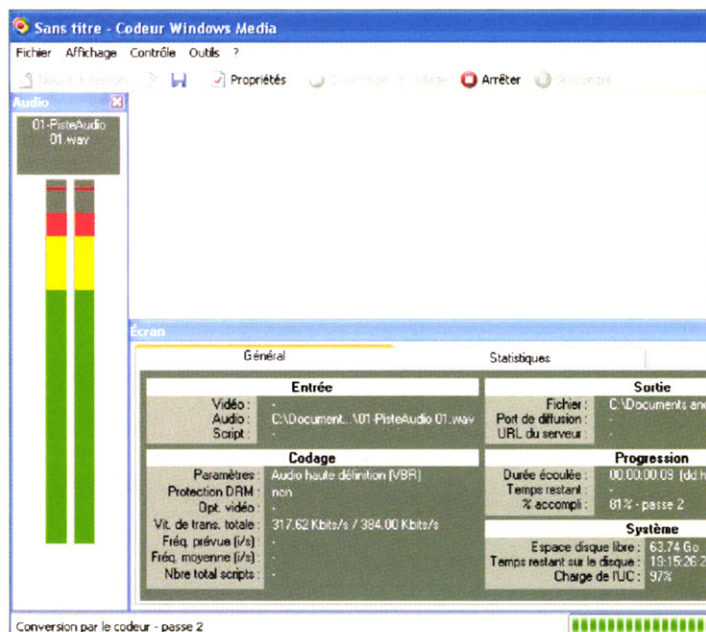 Sans titre - Codeur Windows Media
Fichier Affichage Contrôle Outils ?
Propriétés Arrêter
Audio
01-PisteAudio
01.wav
Écran
Général Statistiques
Entrée
Vidéo : -
Audio : C:\Document...\01-PisteAudio 01.wav
Script : -
Codage
Paramètres : Audio haute définition (VBR)
Protection DRM : non
Opt. vidéo : -
Vit. de trans. totale : 317.62 Kbits/s / 384.00 Kbits/s
Fréq. prévue (i/s) : -
Fréq. moyenne (i/s) : -
Nbre total scripts : -
Sortie
Fichier : C:\Documents and
Port de diffusion : -
URL du serveur : -
Progression
Durée écoulée : 00:00:00:09 (dd:h
Temps restant : -
% accompli : 81% - passe 2
Système
Espace disque libre : 63.74 Go
Temps restant sur le disque : 19:15:26:2
Charge de l'UC : 97%
Conversion par le codeur - passe 2